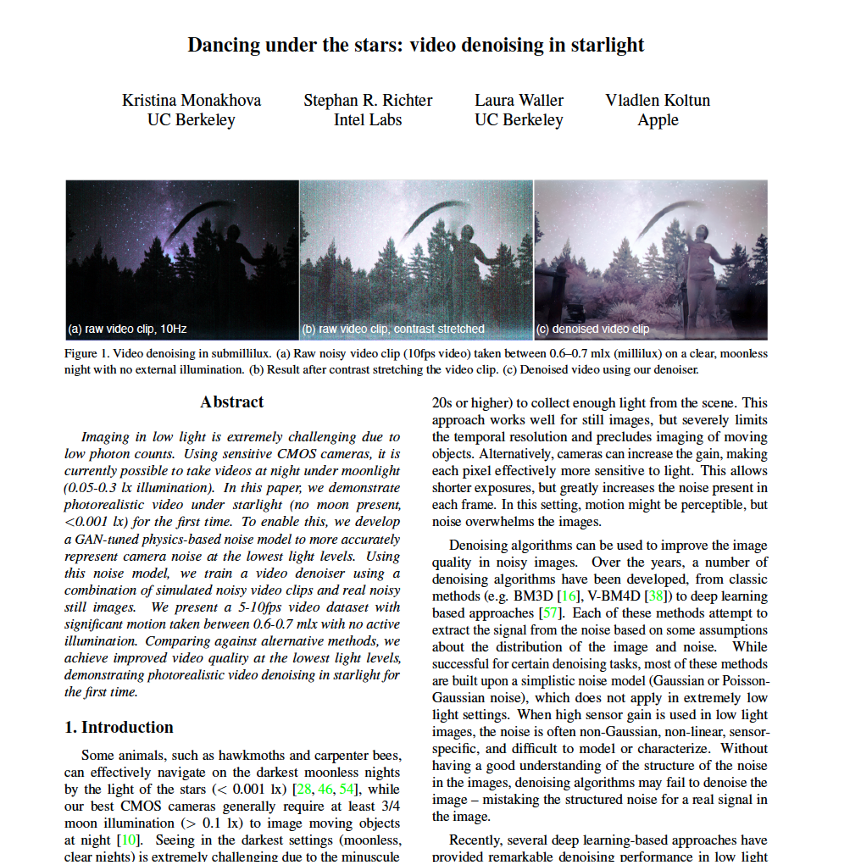 Dancing under the stars: video denoising in starlight
Kristina Monakhova
UC Berkeley
Stephan R. Richter
Intel Labs
Laura Waller
UC Berkeley
Vladlen Koltun
Apple
(a) raw video clip, 10Hz
(b) raw video clip, contrast stretched
(c) denoised video clip
Figure 1. Video denoising in submillilux. (a) Raw noisy video clip (10fps video) taken between 0.6–0.7 mlx (millilux) on a clear, moonless
night with no external illumination. (b) Result after contrast stretching the video clip. (c) Denoised video using our denoiser.
Abstract
Imaging in low light is extremely challenging due to
low photon counts. Using sensitive CMOS cameras, it is
currently possible to take videos at night under moonlight
(0.05-0.3 lx illumination). In this paper, we demonstrate
photorealistic video under starlight (no moon present,
<0.001 lx) for the first time. To enable this, we develop
a GAN-tuned physics-based noise model to more accurately
represent camera noise at the lowest light levels. Using
this noise model, we train a video denoiser using a
combination of simulated noisy video clips and real noisy
still images. We present a 5-10fps video dataset with
significant motion taken between 0.6-0.7 mlx with no active
illumination. Comparing against alternative methods, we
achieve improved video quality at the lowest light levels,
demonstrating photorealistic video denoising in starlight for
the first time.
1. Introduction
Some animals, such as hawkmoths and carpenter bees,
can effectively navigate on the darkest moonless nights
by the light of the stars (< 0.001 lx) [28, 46, 54], while
our best CMOS cameras generally require at least 3/4
moon illumination (> 0.1 lx) to image moving objects
at night [10]. Seeing in the darkest settings (moonless,
clear nights) is extremely challenging due to the minuscule
20s or higher) to collect enough light from the scene. This
approach works well for still images, but severely limits
the temporal resolution and precludes imaging of moving
objects. Alternatively, cameras can increase the gain, making
each pixel effectively more sensitive to light. This allows
shorter exposures, but greatly increases the noise present in
each frame. In this setting, motion might be perceptible, but
noise overwhelms the images.
Denoising algorithms can be used to improve the image
quality in noisy images. Over the years, a number of
denoising algorithms have been developed, from classic
methods (e.g. BM3D [16], V-BM4D [38]) to deep learning
based approaches [57]. Each of these methods attempt to
extract the signal from the noise based on some assumptions
about the distribution of the image and noise. While
successful for certain denoising tasks, most of these methods
are built upon a simplistic noise model (Gaussian or Poisson-
Gaussian noise), which does not apply in extremely low
light settings. When high sensor gain is used in low light
images, the noise is often non-Gaussian, non-linear, sensor-
specific, and difficult to model or characterize. Without
having a good understanding of the structure of the noise
in the images, denoising algorithms may fail to denoise the
image – mistaking the structured noise for a real signal in
the image.
Recently, several deep learning-based approaches have
provided remarkable denoising performance in low light